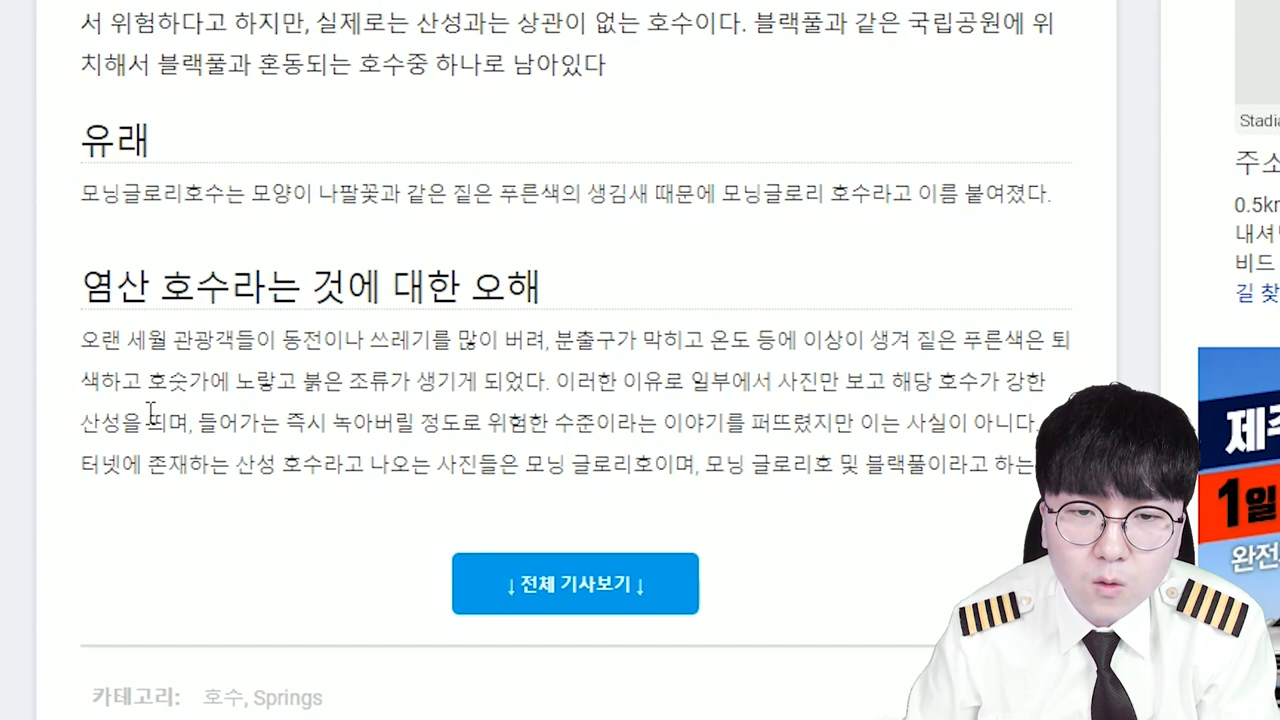 서 위험하다고 하지만, 실제로는 산성과는 상관이 없는 호수이다. 블랙풀과 같은 국립공원에 위
치해서 블랙풀과 혼동되는 호수중 하나로 남아있다
유래
모닝글로리호수는 모양이 나팔꽃과 같은 짙은 푸른색의 생김새 때문에 모닝글로리 호수라고 이름 붙여졌다.
염산 호수라는 것에 대한 오해
오랜 세월 관광객들이 동전이나 쓰레기를 많이 버려, 분출구가 막히고 온도 등에 이상이 생겨 짙은 푸른색은 퇴
색하고 호숫가에 노랗고 붉은 조류가 생기게 되었다. 이러한 이유로 일부에서 사진만 보고 해당 호수가 강한
산성을 띄며, 들어가는 즉시 녹아버릴 정도로 위험한 수준이라는 이야기를 퍼뜨렸지만 이는 사실이 아니다.
터넷에 존재하는 산성 호수라고 나오는 사진들은 모닝 글로리호이며, 모닝 글로리호 및 블랙풀이라고 하는
↓ 전체 기사보기 ↓
카테고리: 호수, Springs
Stadia
주소
0.5km
내셔널
비드
길 찾
제주
1일
완전